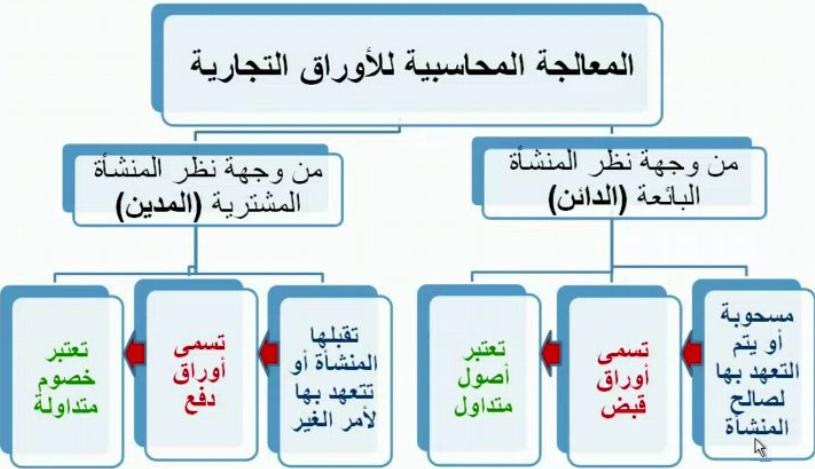 المعالجة المحاسبية للأوراق التجارية
من وجهة نظر المنشأة
البائعة (الدائن)
من وجهة نظر المنشأة
المشترية (المدين)
مسحوبة
أو يتم
التعهد بها
لصالح
المنشأة
تسمى
أوراق
قبض
تعتبر
أصول
متداول
تقبلها
المنشأة أو
تتعهد بها
لأمر الغير
تسمى
أوراق
دفع
تعتبر
خصوم
متداولة